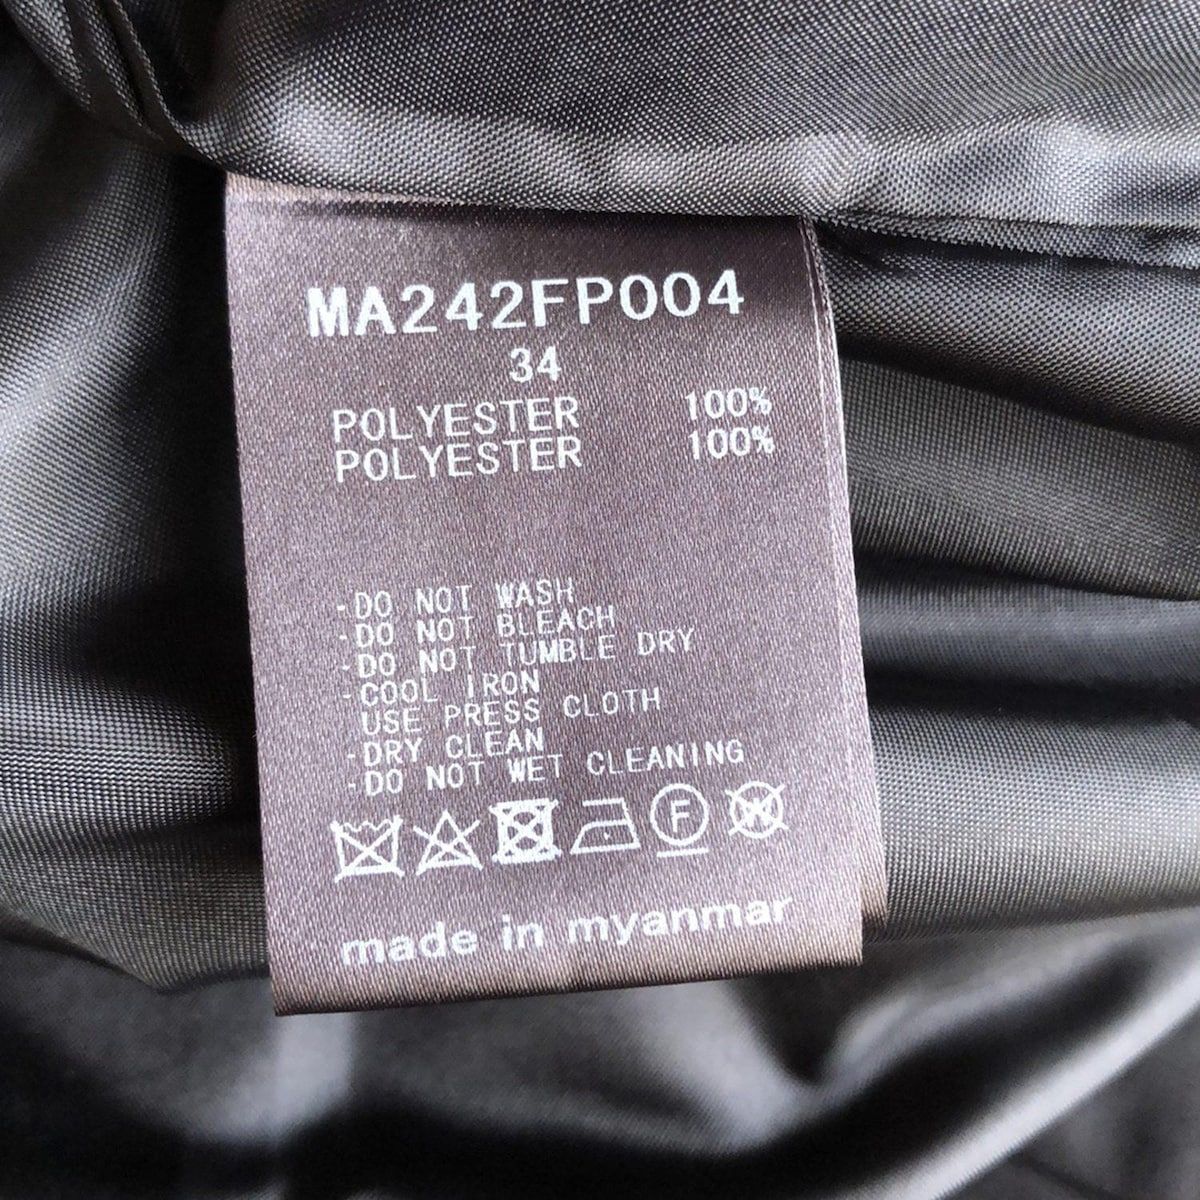 MA242FP004
34
POLYESTER 100%
POLYESTER 100%
-DO NOT WASH
-DO NOT BLEACH
-DO NOT TUMBLE DRY
-COOL IRON
USE PRESS CLOTH
-DRY CLEAN
-DO NOT WET CLEANING
F W
made in myanmar